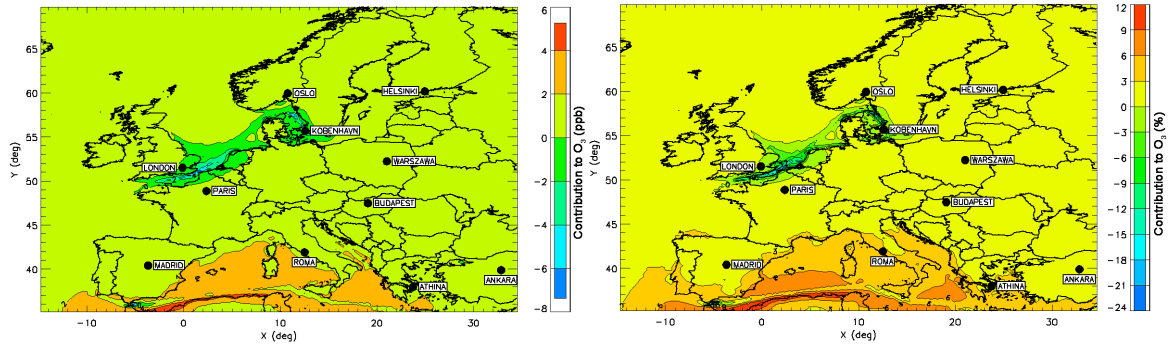 65
60
55
50
45
40
Y (deg)
−10
0
10
20
30
X (deg)
OSLO
HELSINKI
KOBENHAVN
LONDON
WARSZAWA
PARIS
BUDAPEST
MADRID
ROMA
ATHINA
ANKARA
6
4
2
0
−2
−4
−6
−8
Contribution to O3 (ppb)
65
60
55
50
45
40
Y (deg)
−10
0
10
20
30
X (deg)
OSLO
HELSINKI
KOBENHAVN
LONDON
WARSZAWA
PARIS
BUDAPEST
MADRID
ROMA
ATHINA
ANKARA
3
6
6
6
12
9
6
3
0
−3
−6
−9
−12
−15
−18
−21
−24
Contribution to O3 (%)